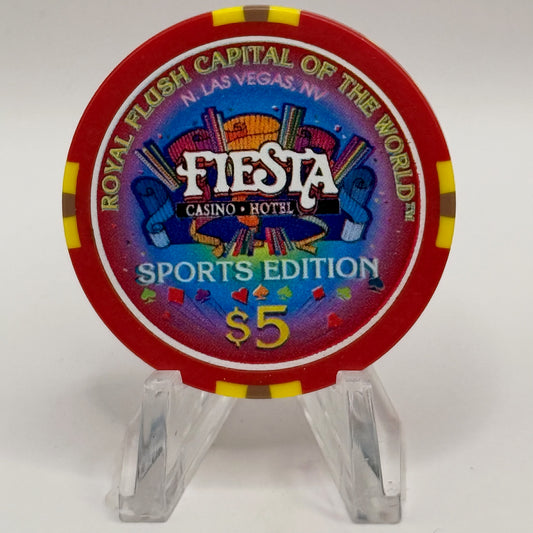 ROYAL FLUSH CAPITAL OF THE WORLD™
N. LAS VEGAS, NV
FIESTA
CASINO • HOTEL
SPORTS EDITION
$5